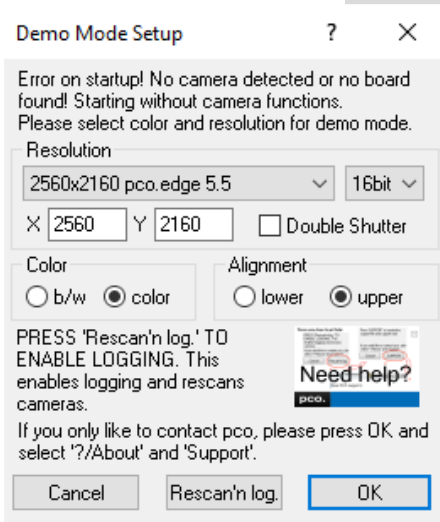 Demo Mode Setup ? ×
Error on startup! No camera detected or no board
found! Starting without camera functions.
Please select color and resolution for demo mode.
Resolution
2560x2160 pco.edge 5.5 16bit
X 2560 Y 2160 Double Shutter
Color Alignment
b/w color lower upper
PRESS 'Rescan'n log.' TO
ENABLE LOGGING. This
enables logging and rescans
cameras.
Need help?
pco.
If you only like to contact pco, please press OK and
select '?/About' and 'Support'.
Cancel Rescan'n log. OK